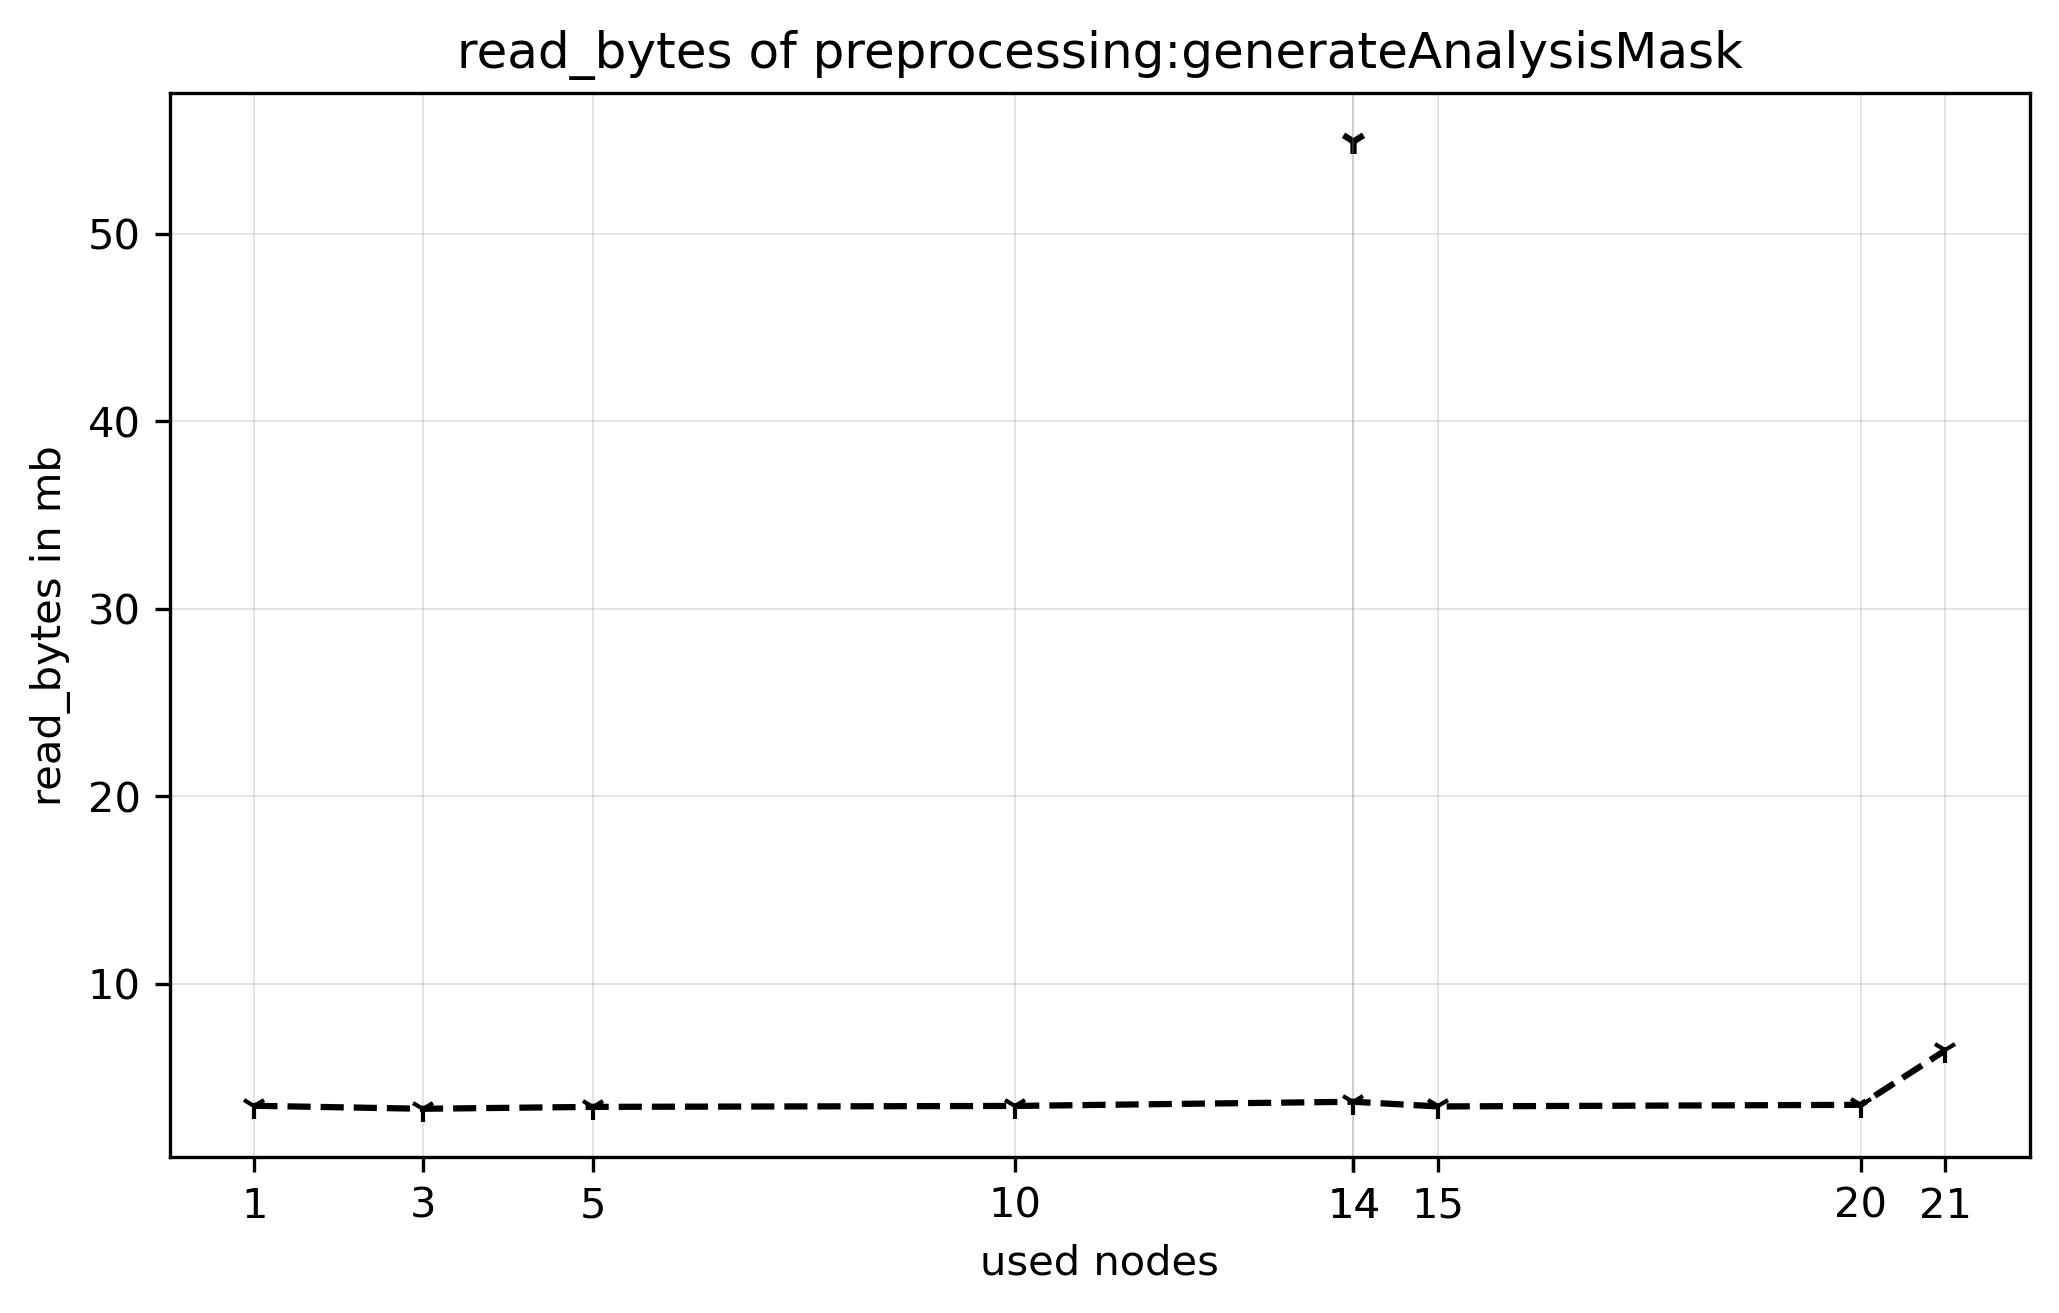 read_bytes of preprocessing:generateAnalysisMask
read_bytes in mb
50
40
30
20
10
1 3 5 10 14 15 20 21
used nodes